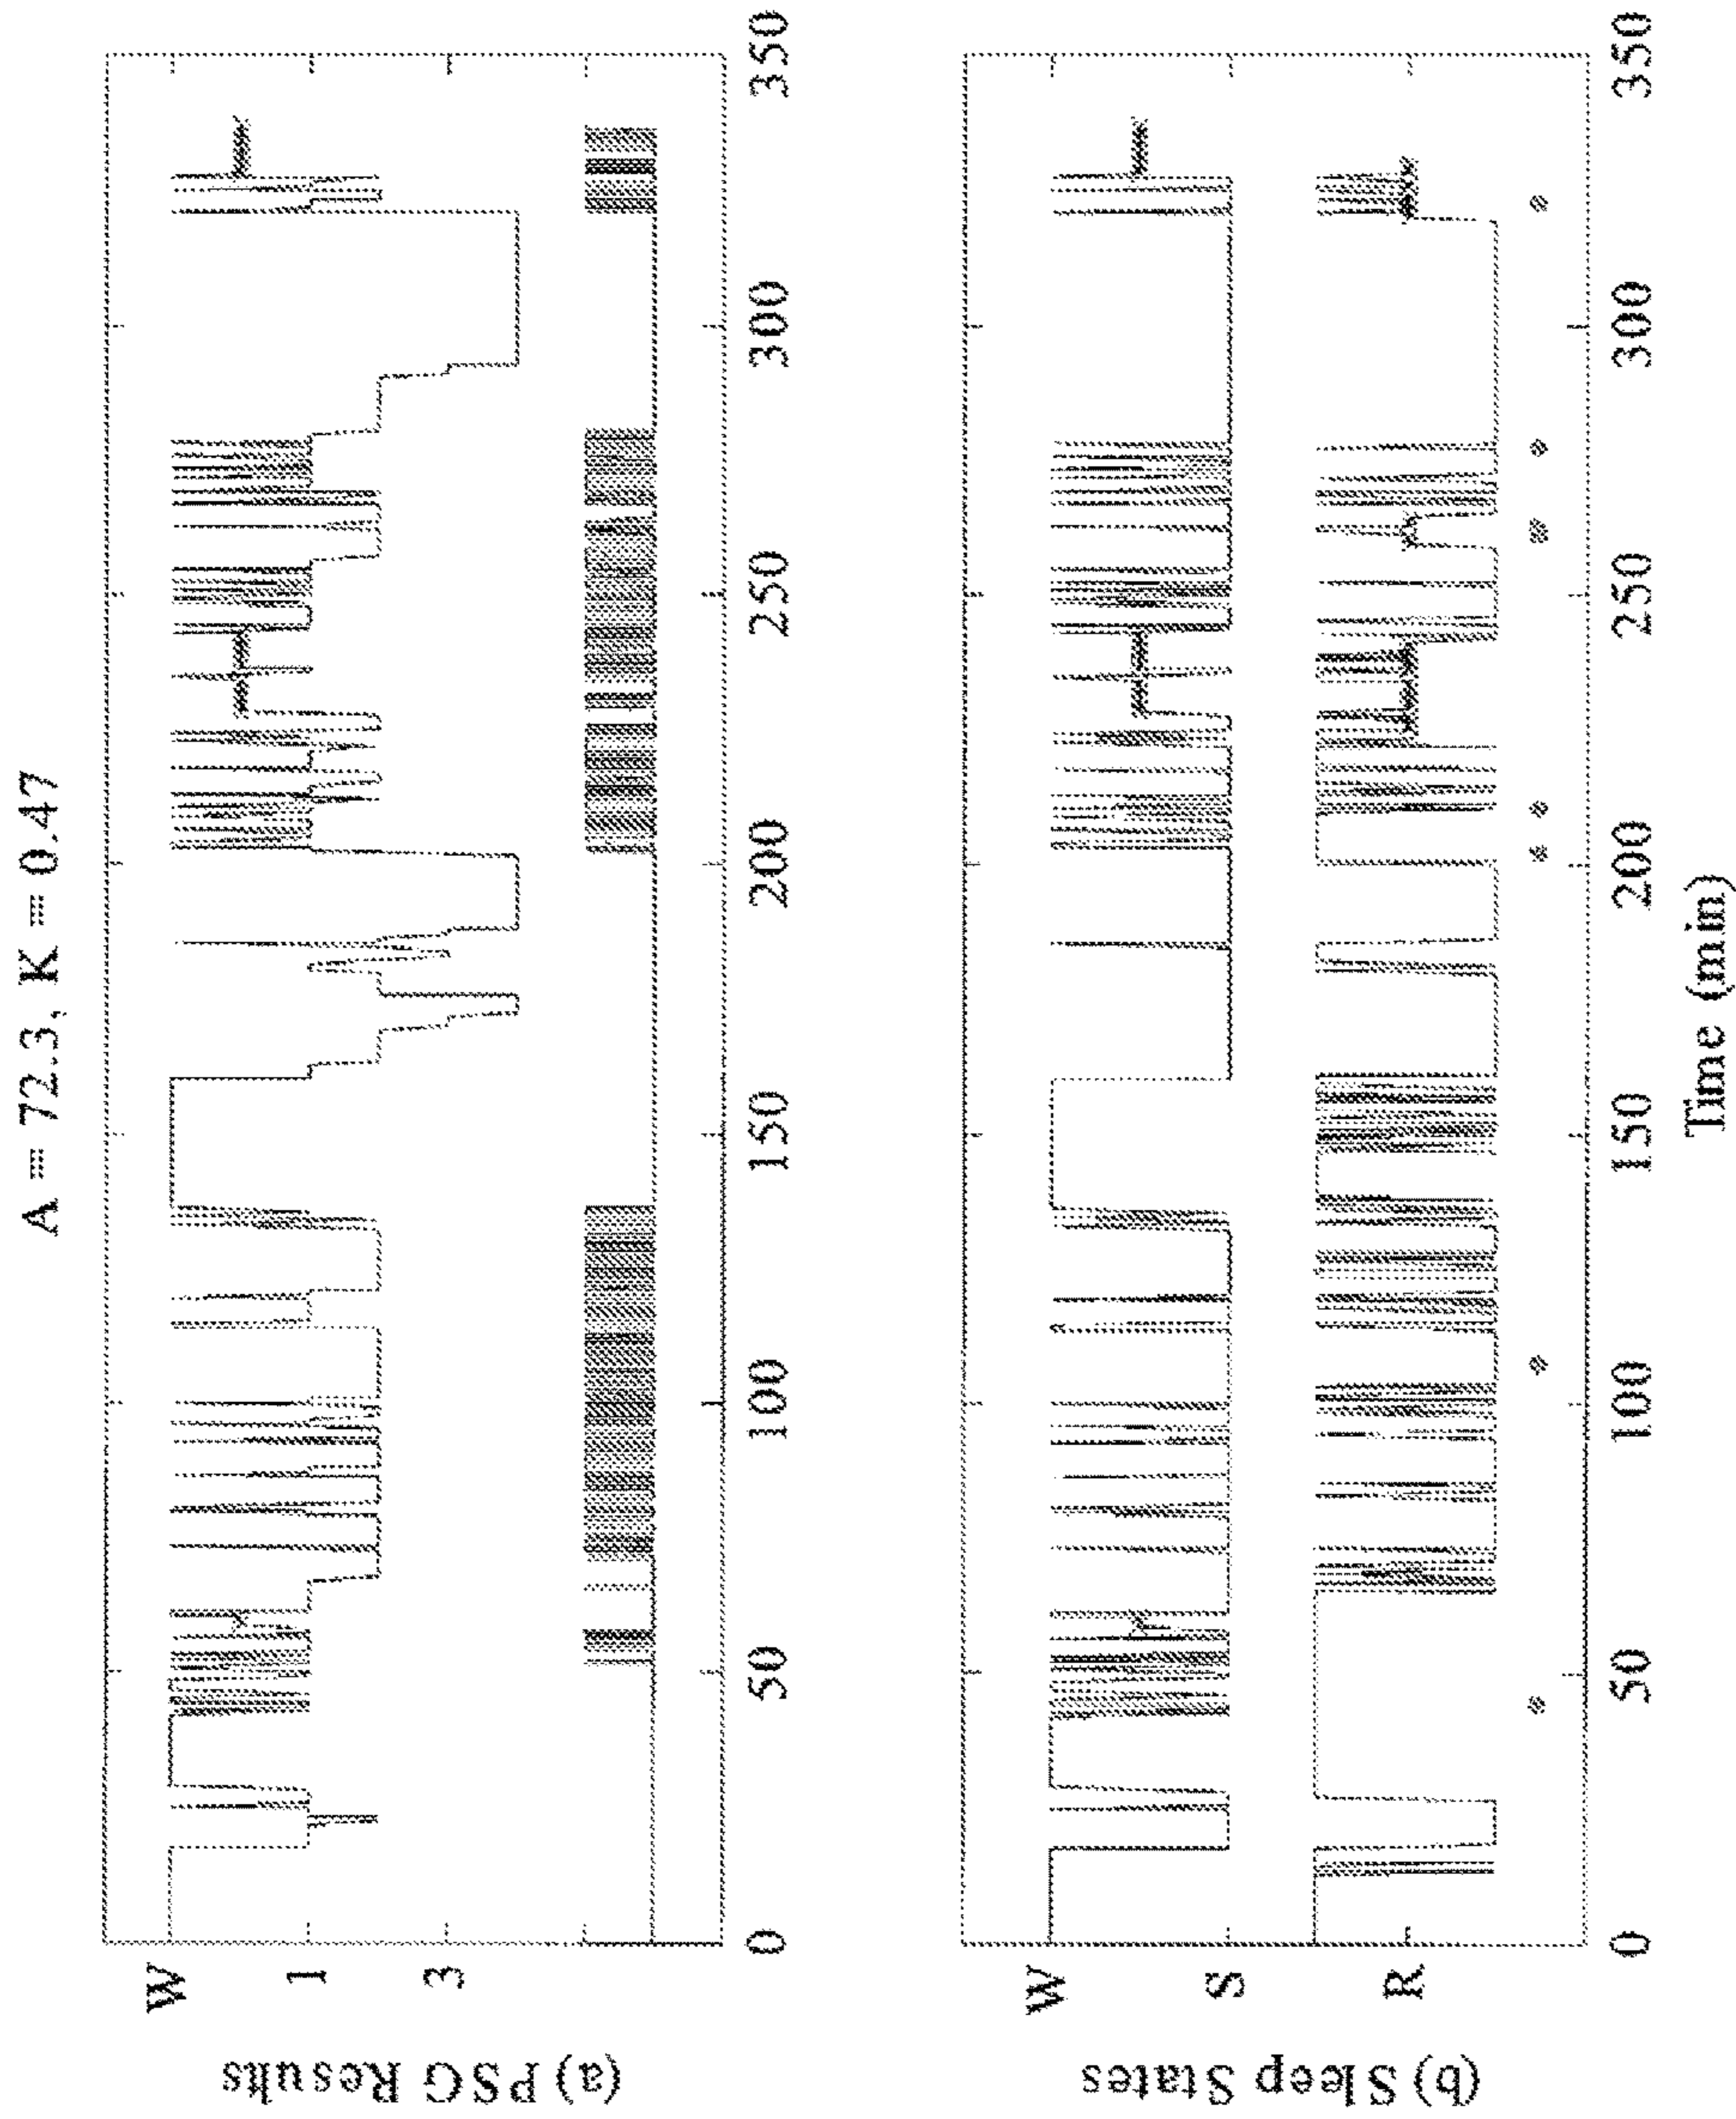 A = 72.3, K = 0.47
W
1
3
(a) PSG Results
0 50 100 150 200 250 300 350
W
S
R
(b) Sleep States
0 50 100 150 200 250 300 350
Time (min)